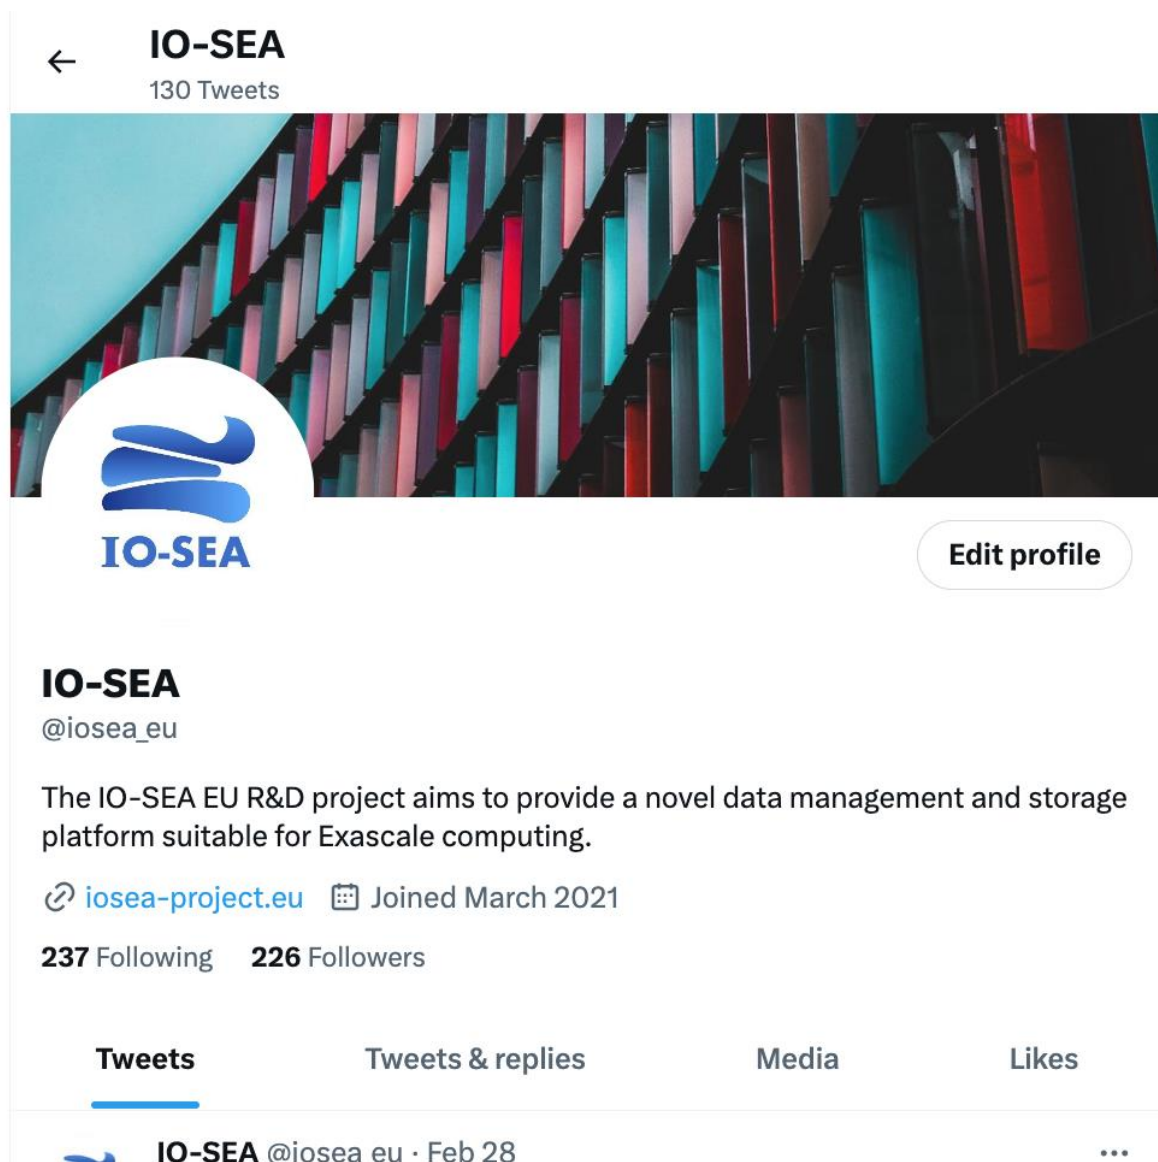 IO-SEA
130 Tweets
IO-SEA
Edit profile
IO-SEA
@iosea_eu
The IO-SEA EU R&D project aims to provide a novel data management and storage
platform suitable for Exascale computing.
iosea-project.eu Joined March 2021
237 Following 226 Followers
Tweets Tweets & replies Media Likes
IO-SEA @iosea_eu · Feb 28